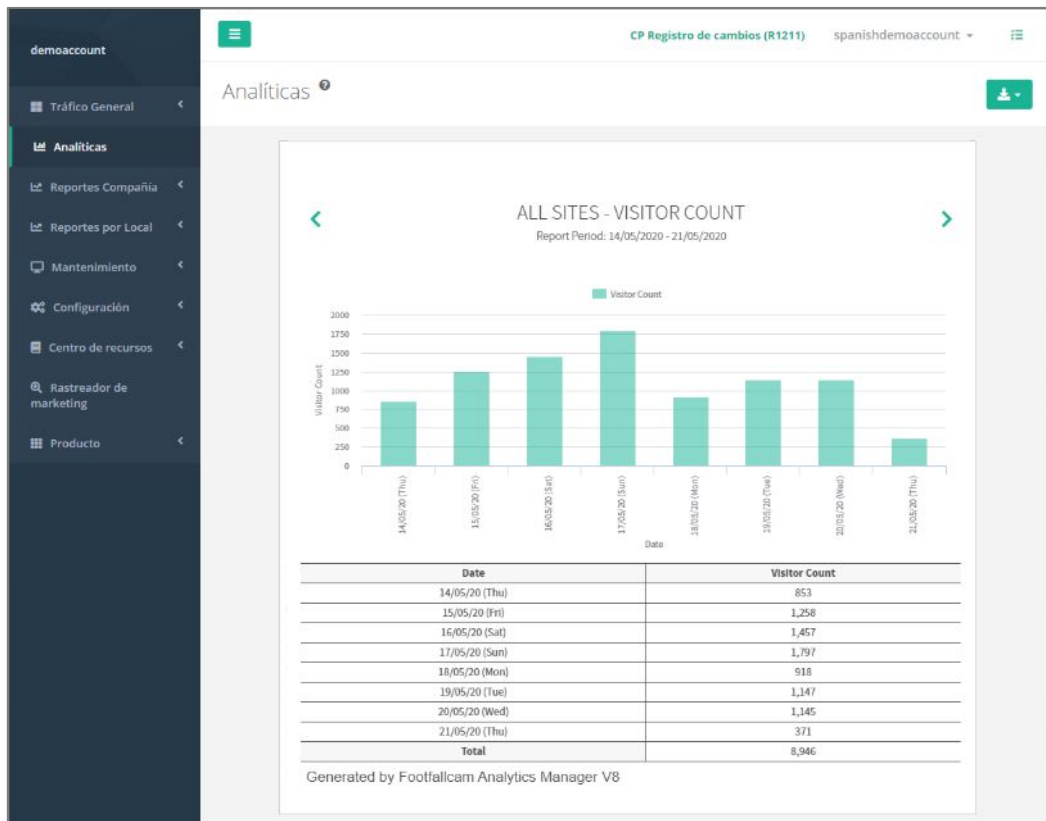 demoaccount
CP Registro de cambios (R1211)
spanishdemoaccount
Tráfico General
Analíticas
Reportes Compañia
Reportes por Local
Mantenimiento
Configuración
Centro de recursos
Rastreador de
marketing
Producto
Analíticas
ALL SITES - VISITOR COUNT
Report Period: 14/05/2020 - 21/05/2020
Visitor Count
Visitor Count
2000
1750
1500
1250
1000
750
500
250
0
14/05/20 (Thu)
15/05/20 (Fri)
16/05/20 (Sat)
17/05/20 (Sun)
18/05/20 (Mon)
19/05/20 (Tue)
20/05/20 (Wed)
21/05/20 (Thu)
Date
Date Visitor Count
14/05/20 (Thu) 853
15/05/20 (Fri) 1,258
16/05/20 (Sat) 1,457
17/05/20 (Sun) 1,797
18/05/20 (Mon) 918
19/05/20 (Tue) 1,147
20/05/20 (Wed) 1,145
21/05/20 (Thu) 371
Total 8,946
Generated by Footfallcam Analytics Manager V8